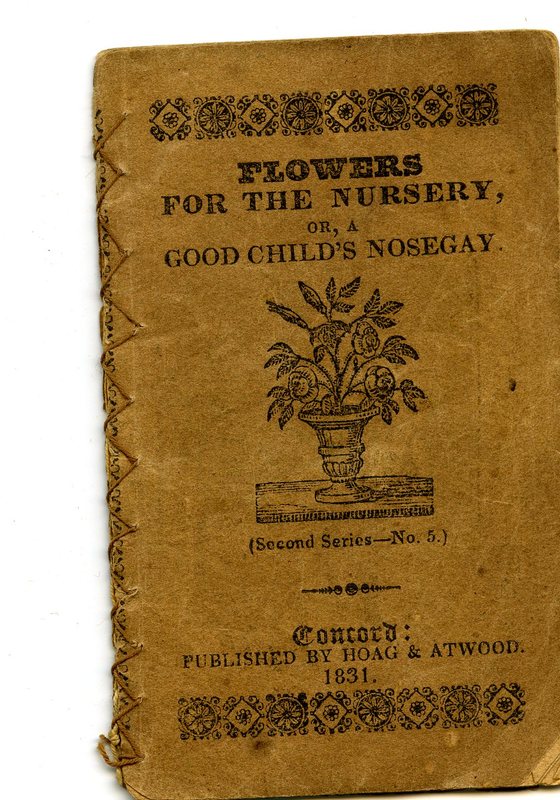 FLOWERS
FOR THE NURSERY,
OR, A
GOOD CHILD'S NOSEGAY.
(Second Series—No. 5.)
Concord:
PUBLISHED BY HOAG & ATWOOD.
1831.